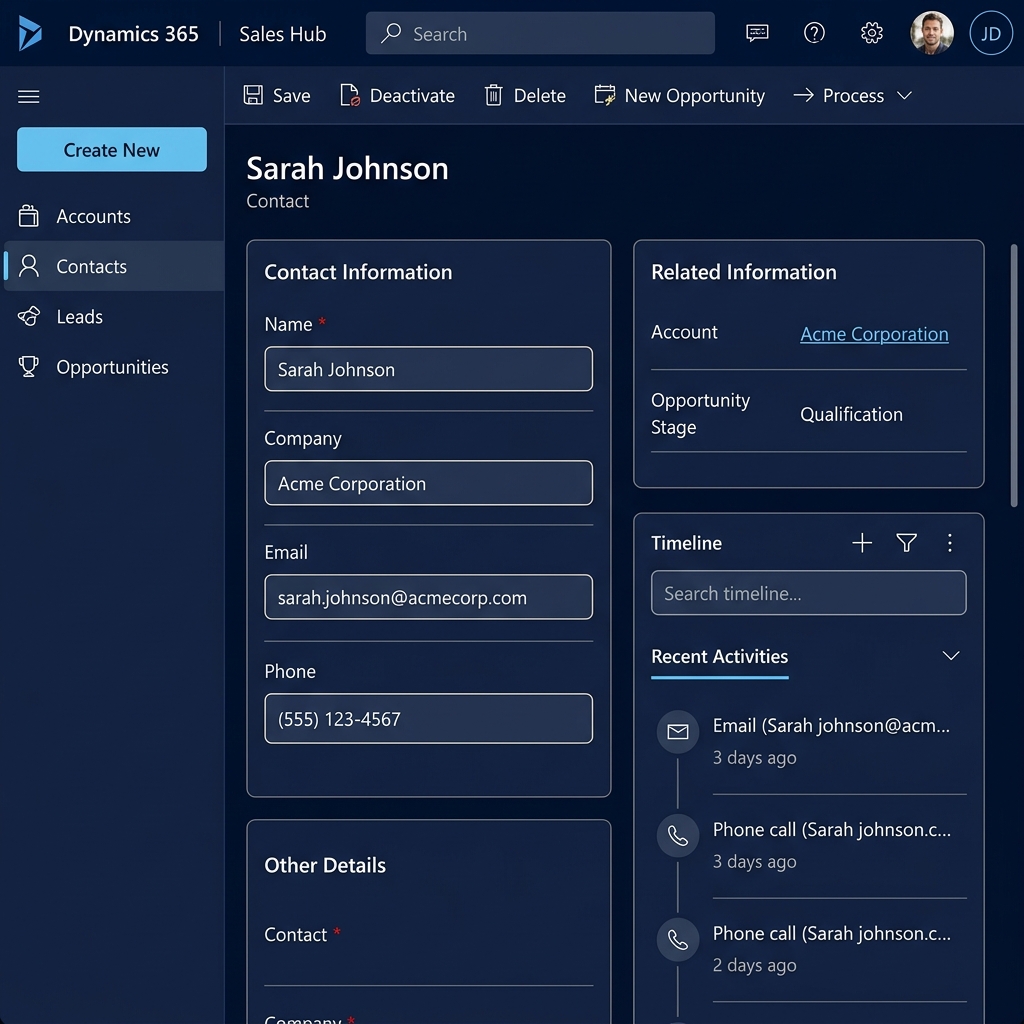 Dynamics 365
Sales Hub
Search
JD
Save
Deactivate
Delete
New Opportunity
Process
Create New
Accounts
Contacts
Leads
Opportunities
Sarah Johnson
Contact
Contact Information
Name *
Sarah Johnson
Company
Acme Corporation
Email
sarah.johnson@acmecorp.com
Phone
(555) 123-4567
Other Details
Contact *
Company *
Related Information
Account
Acme Corporation
Opportunity
Stage
Qualification
Timeline
Search timeline...
Recent Activities
Email (Sarah johnson@acm...
3 days ago
Phone call (Sarah johnson.c...
3 days ago
Phone call (Sarah johnson.c...
2 days ago